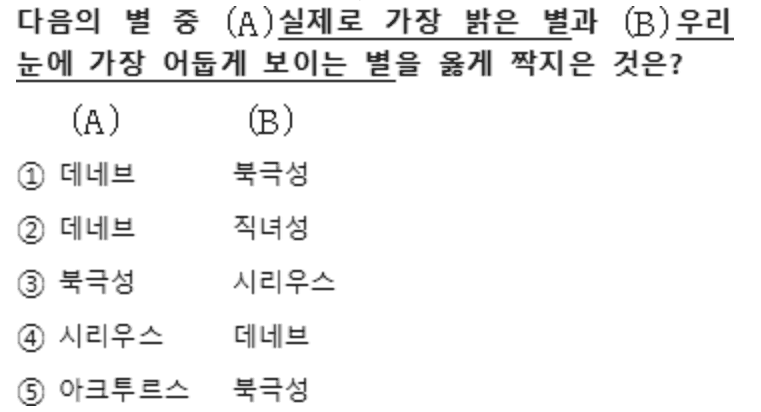 다음의 별 중 (A)실제로 가장 밝은 별과 (B)우리
눈에 가장 어둡게 보이는 별을 옳게 짝지은 것은?
(A) (B)
① 데네브 북극성
② 데네브 직녀성
③ 북극성 시리우스
④ 시리우스 데네브
⑤ 아크투르스 북극성